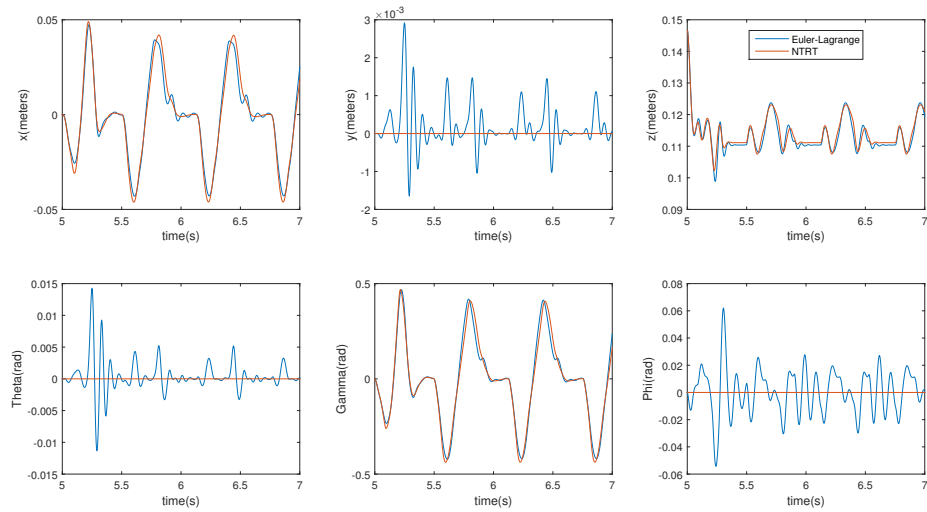 0.05
0
-0.05
x(meters)
5 5.5 6 6.5 7
time(s)
×10⁻³
3
2
1
0
-1
-2
y(meters)
5 5.5 6 6.5 7
time(s)
0.15
0.14
0.13
0.12
0.11
0.1
0.09
z(meters)
Euler-Lagrange
NTRT
5 5.5 6 6.5 7
time(s)
0.015
0.01
0.005
0
-0.005
-0.01
-0.015
Theta(rad)
5 5.5 6 6.5 7
time(s)
0.5
0
-0.5
Gamma(rad)
5 5.5 6 6.5 7
time(s)
0.08
0.06
0.04
0.02
0
-0.02
-0.04
-0.06
Phi(rad)
5 5.5 6 6.5 7
time(s)